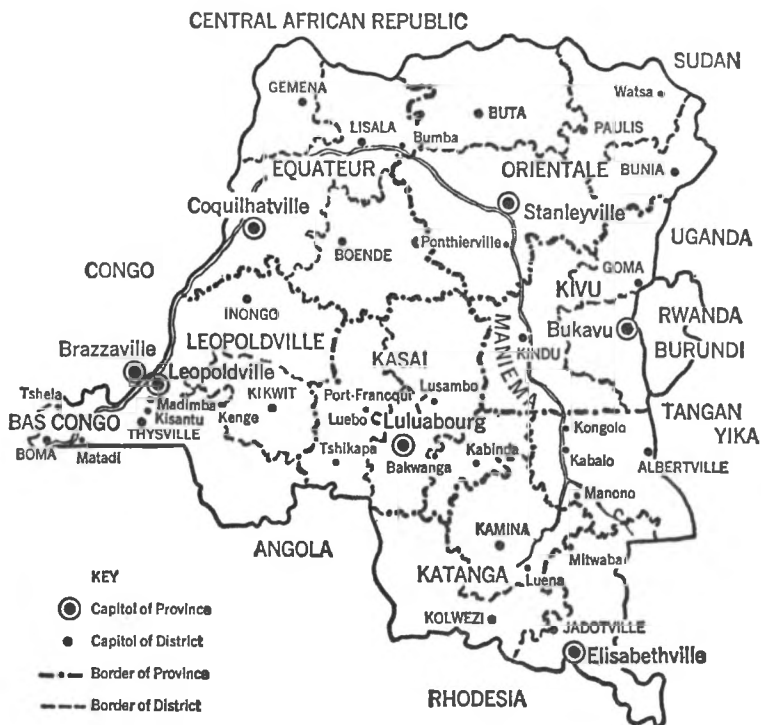 CENTRAL AFRICAN REPUBLIC
SUDAN
GEMENA
Watsa
BUTA
PAULIS
LISALA
Bumba
EQUATEUR
ORIENTALE
BUNIA
Coquilhatville
Stanleyville
UGANDA
BOENDE
Ponthierville
CONGO
GOMA
KIVU
INONGO
RWANDA
LEOPOLDVILLE
MANIEMA
Bukavu
BURUNDI
KINDU
Brazzaville
KASAI
Leopoldville
Tshela
Madimba
KIKWIT
Port-Francqui
Lusambo
BAS CONGO
Kisantu
Kenge
Luebo
Luluabourg
TANGAN
YIKA
THYSVILLE
Kongolo
BOMA
Matadi
Tshikapa
Bakwanga
Kabinda
Kabalo
ALBERTVILLE
Manono
ANGOLA
KAMINA
Mitwaba
KATANGA
Luena
KOLWEZI
JADOTVILLE
Elisabethville
RHODESIA
KEY
Capitol of Province
Capitol of District
Border of Province
Border of District